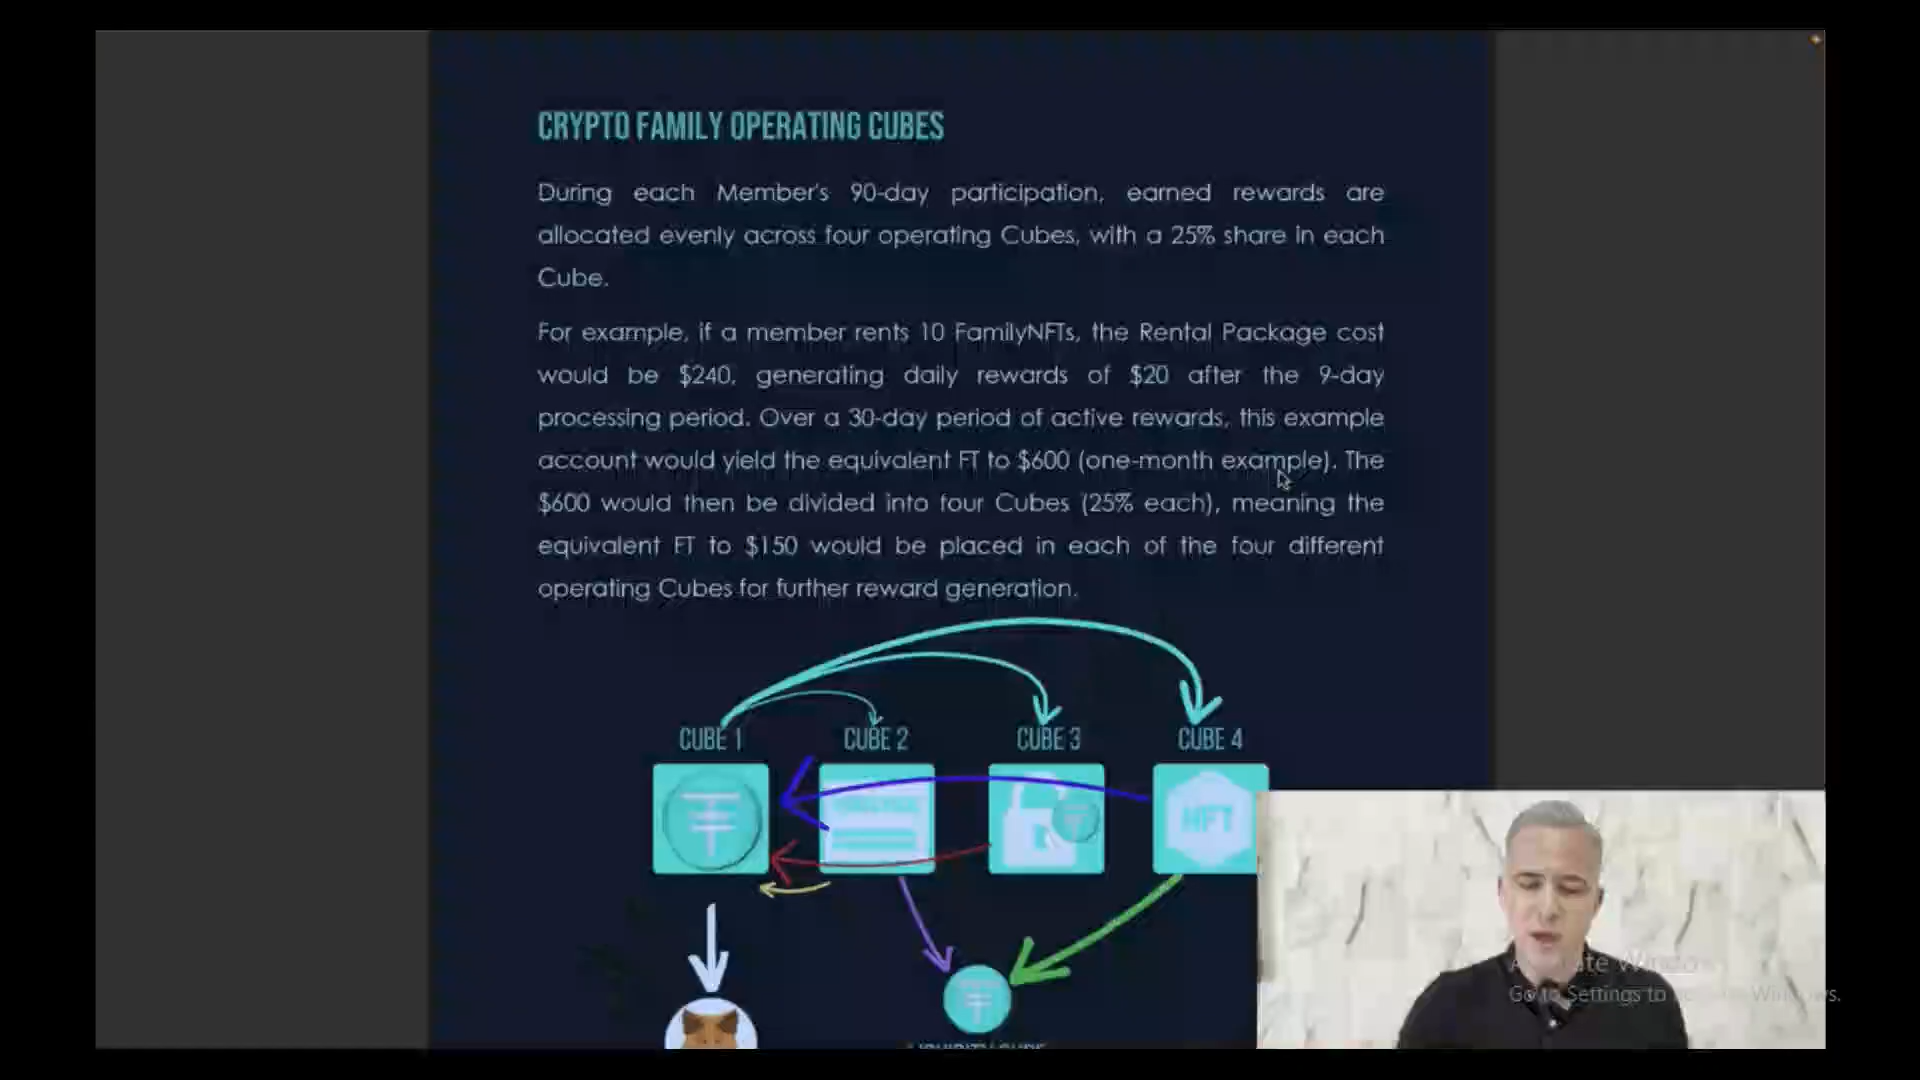 CRYPTO FAMILY OPERATING CUBES
During each Member's 90-day participation, earned rewards are
allocated evenly across four operating Cubes, with a 25% share in each
Cube.
For example, if a member rents 10 FamilyNFTs, the Rental Package cost
would be $240, generating daily rewards of $20 after the 9-day
processing period. Over a 30-day period of active rewards, this example
account would yield the equivalent FT to $600 (one-month example). The
$600 would then be divided into four Cubes (25% each), meaning the
equivalent FT to $150 would be placed in each of the four different
operating Cubes for further reward generation.
CUBE 1 CUBE 2 CUBE 3 CUBE 4
NFT
Go to Settings to